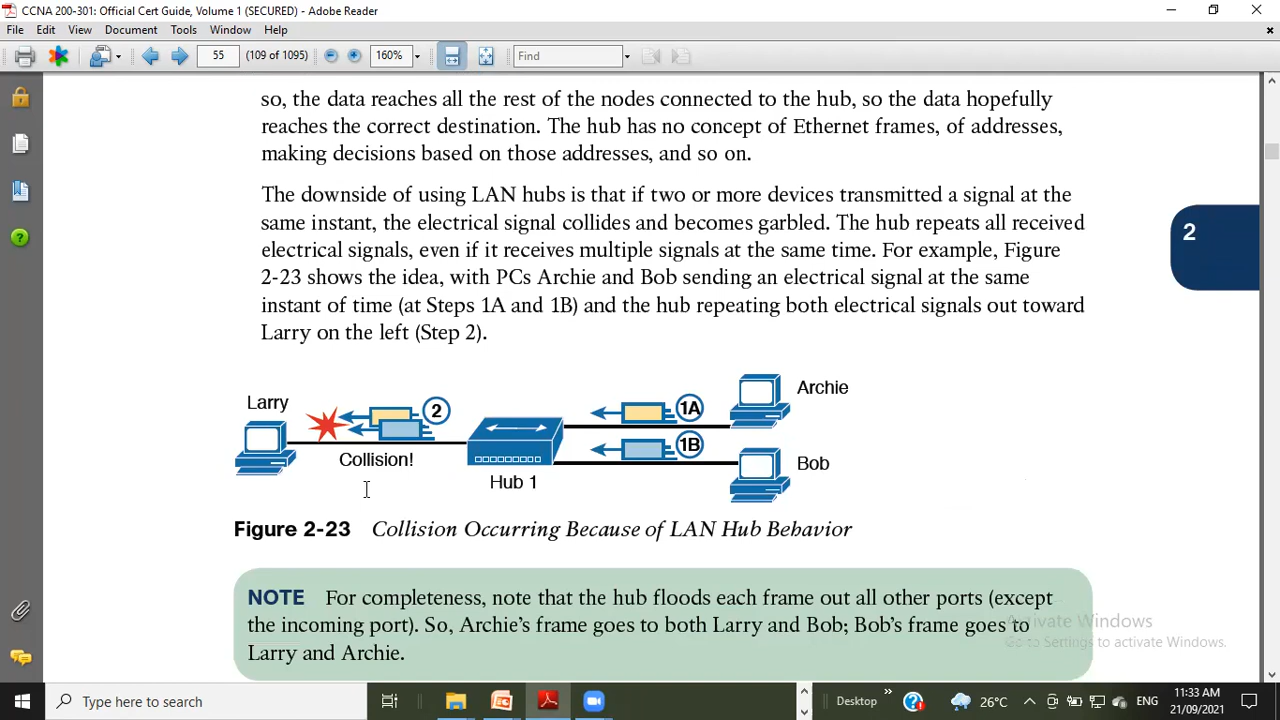 CCNA 200-301: Official Cert Guide, Volume 1 (SECURED) - Adobe Reader
File Edit View Document Tools Window Help
55 (109 of 1095) 160% Find
so, the data reaches all the rest of the nodes connected to the hub, so the data hopefully
reaches the correct destination. The hub has no concept of Ethernet frames, of addresses,
making decisions based on those addresses, and so on.
The downside of using LAN hubs is that if two or more devices transmitted a signal at the
same instant, the electrical signal collides and becomes garbled. The hub repeats all received
electrical signals, even if it receives multiple signals at the same time. For example, Figure
2-23 shows the idea, with PCs Archie and Bob sending an electrical signal at the same
instant of time (at Steps 1A and 1B) and the hub repeating both electrical signals out toward
Larry on the left (Step 2).
2
Larry
2
Collision!
Hub 1
1A
Archie
1B
Bob
Figure 2-23 Collision Occurring Because of LAN Hub Behavior
NOTE For completeness, note that the hub floods each frame out all other ports (except
the incoming port). So, Archie's frame goes to both Larry and Bob; Bob's frame goes to
Larry and Archie.
Activate Windows
Go to Settings to activate Windows.
Type here to search
Desktop
26°C
ENG
11:33 AM
21/09/2021